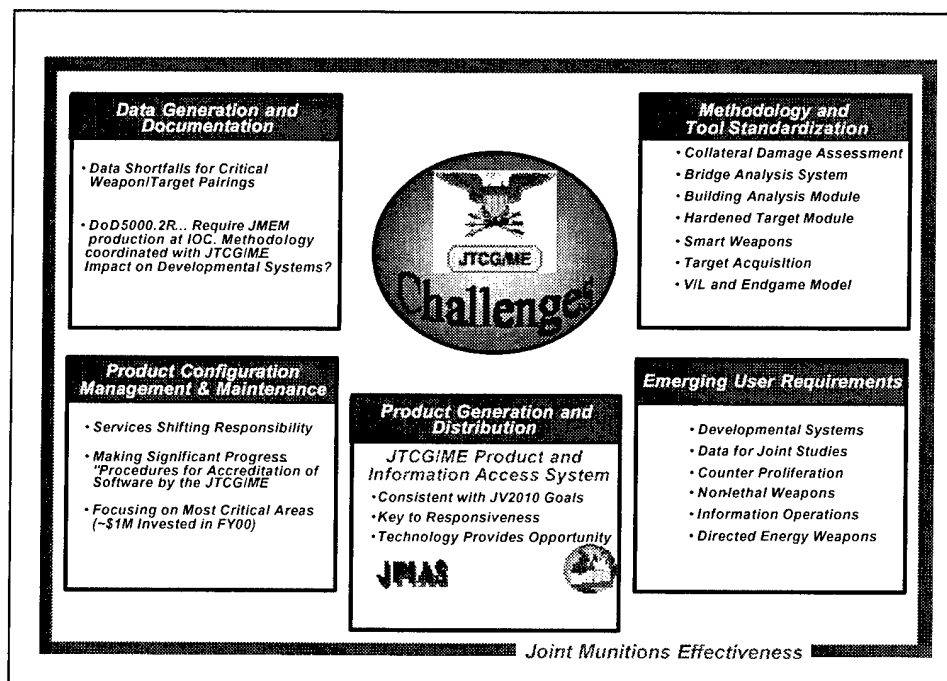 Data Generation and
Documentation
• Data Shortfalls for Critical
Weapon/Target Pairings
• DoD5000.2R... Require JMEM
production at IOC. Methodology
coordinated with JTCG/ME
Impact on Developmental Systems?
JTCG/ME
Challenges
Methodology and
Tool Standardization
• Collateral Damage Assessment
• Bridge Analysis System
• Building Analysis Module
• Hardened Target Module
• Smart Weapons
• Target Acquisition
• V/L and Endgame Model
Product Configuration
Management & Maintenance
• Services Shifting Responsibility
• Making Significant Progress
"Procedures for Accreditation of
Software by the JTCG/ME
• Focusing on Most Critical Areas
(~$1M Invested in FY00)
Product Generation and
Distribution
JTCG/ME Product and
Information Access System
• Consistent with JV2010 Goals
• Key to Responsiveness
• Technology Provides Opportunity
JPIAS
Emerging User Requirements
• Developmental Systems
• Data for Joint Studies
• Counter Proliferation
• Non-lethal Weapons
• Information Operations
• Directed Energy Weapons
Joint Munitions Effectiveness